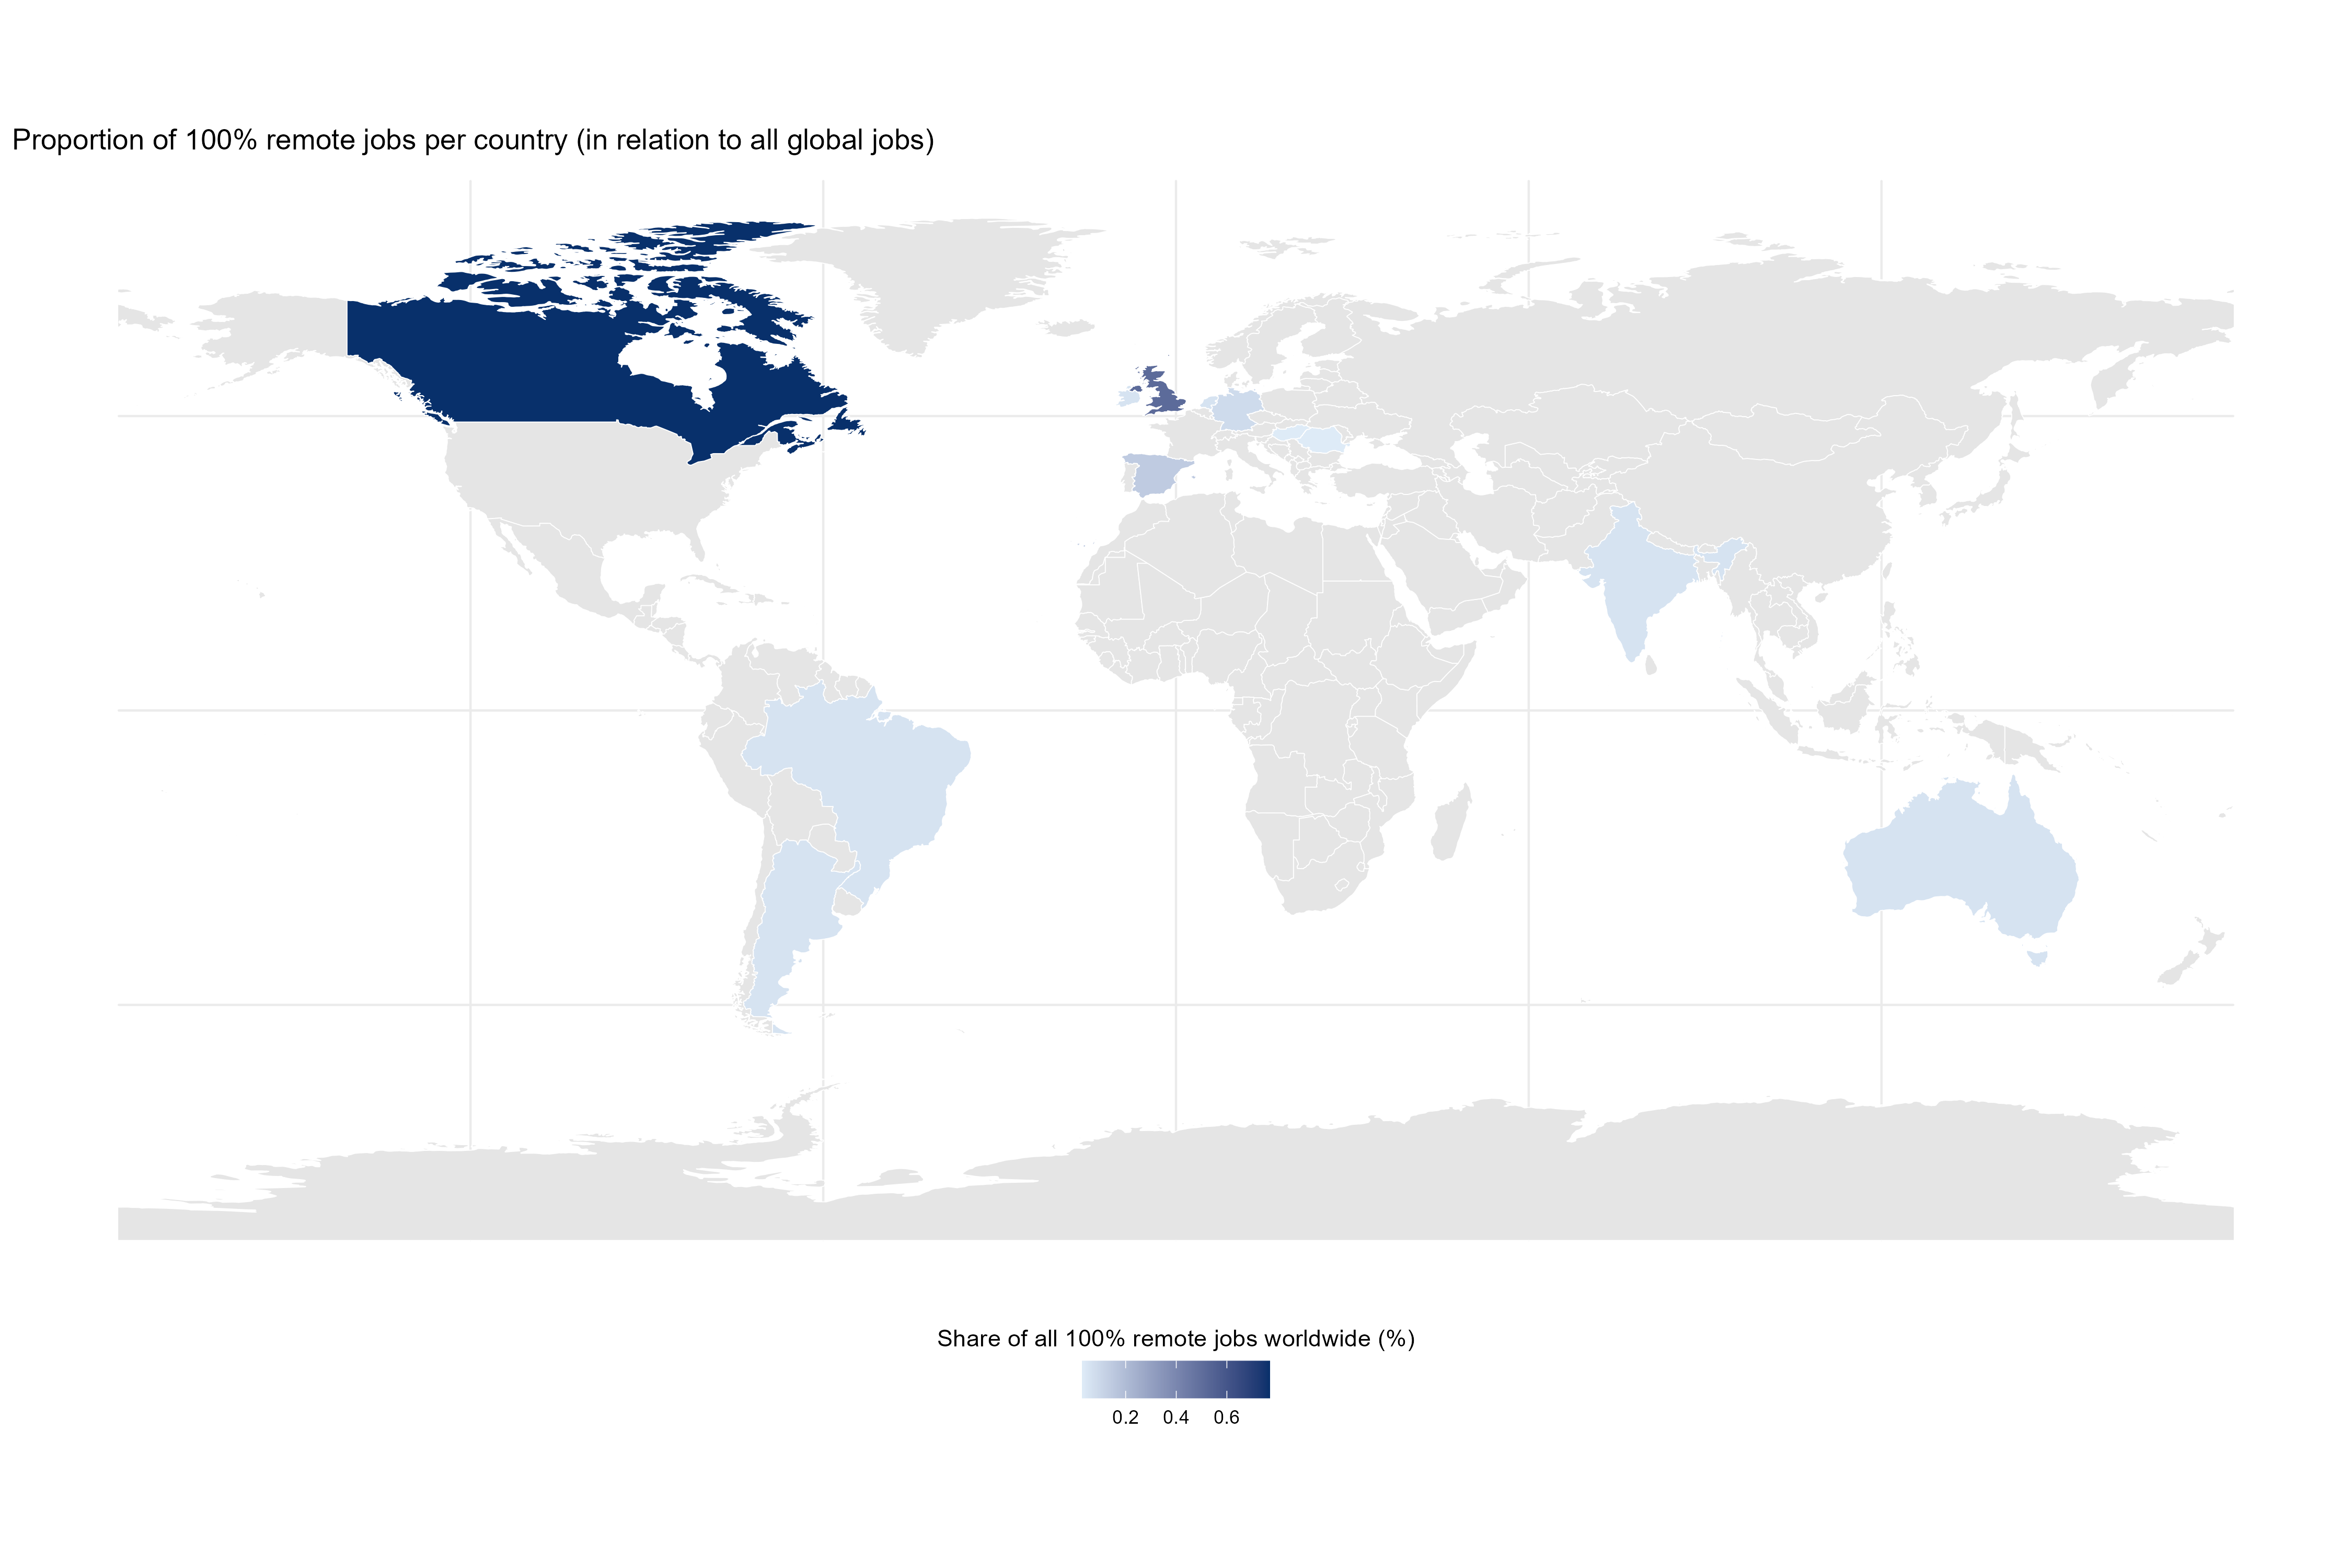 Proportion of 100% remote jobs per country (in relation to all global jobs)
Share of all 100% remote jobs worldwide (%)
0.2 0.4 0.6